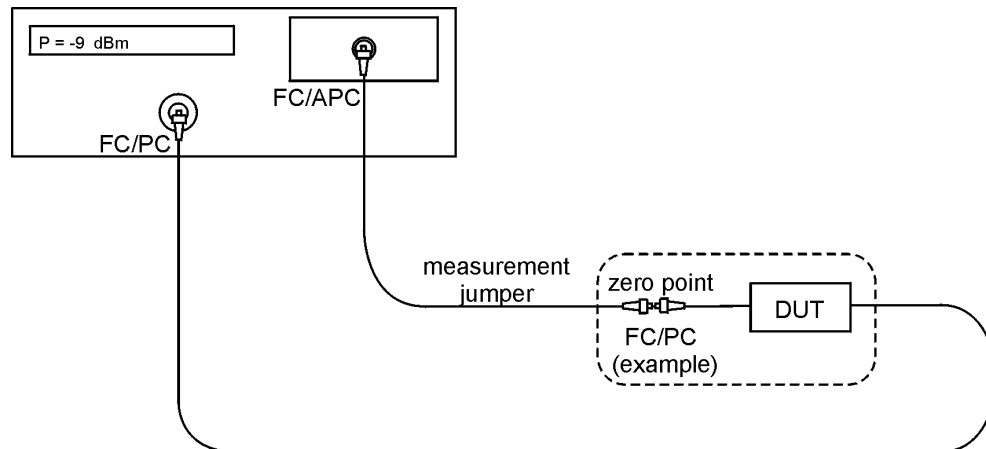 P = -9 dBm
FC/APC
FC/PC
measurement
jumper
zero point
DUT
FC/PC
(example)